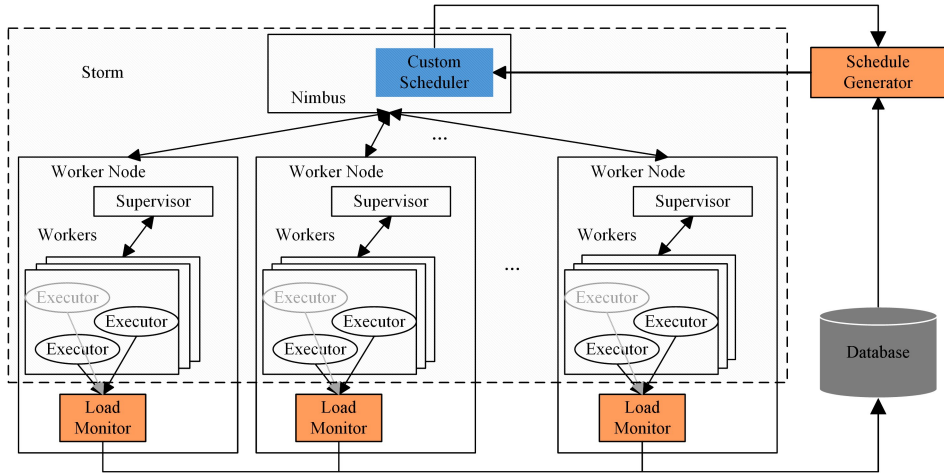 Storm
Custom
Scheduler
Nimbus
Schedule
Generator
...
Worker Node
Supervisor
Workers
Executor
Executor
Executor
Load
Monitor
Worker Node
Supervisor
Workers
Executor
Executor
Executor
Load
Monitor
...
Worker Node
Supervisor
Workers
Executor
Executor
Executor
Load
Monitor
Database